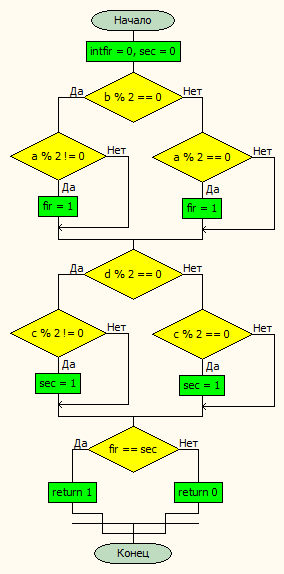 Начало
intfir = 0, sec = 0
b % 2 == 0
Да
Нет
a % 2 != 0
Нет
a % 2 == 0
Нет
Да
Да
fir = 1
fir = 1
d % 2 == 0
Да
Нет
c % 2 != 0
Нет
c % 2 == 0
Нет
Да
Да
sec = 1
sec = 1
fir == sec
Да
Нет
return 1
return 0
Конец